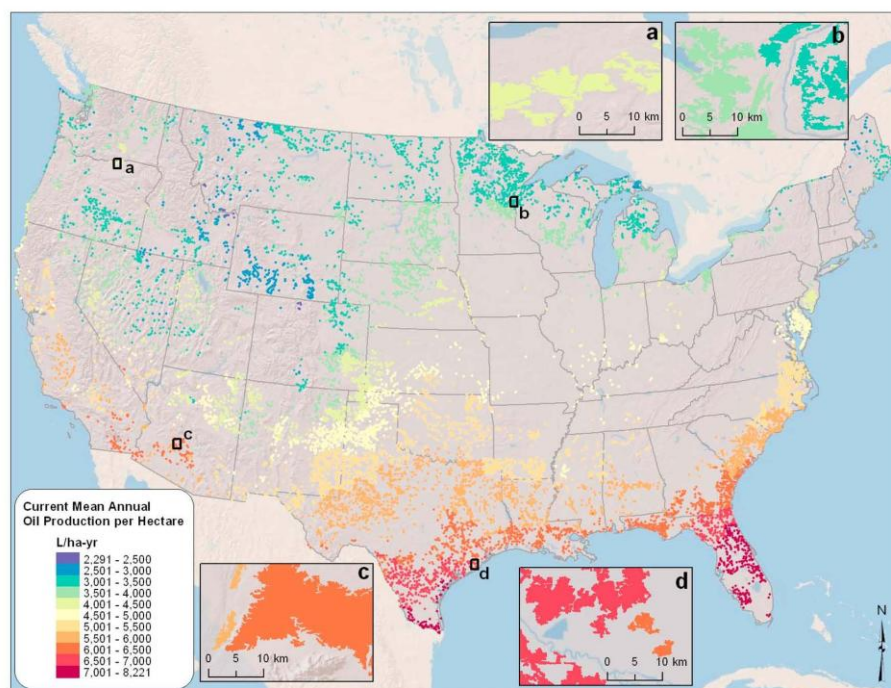 a
0 5 10 km
b
0 5 10 km
a
b
c
d
N
Current Mean Annual
Oil Production per Hectare
L/ha-yr
2,291 - 2,500
2,501 - 3,000
3,001 - 3,500
3,501 - 4,000
4,001 - 4,500
4,501 - 5,000
5,001 - 5,500
5,501 - 6,000
6,001 - 6,500
6,501 - 7,000
7,001 - 8,221
c
0 5 10 km
d
0 5 10 km